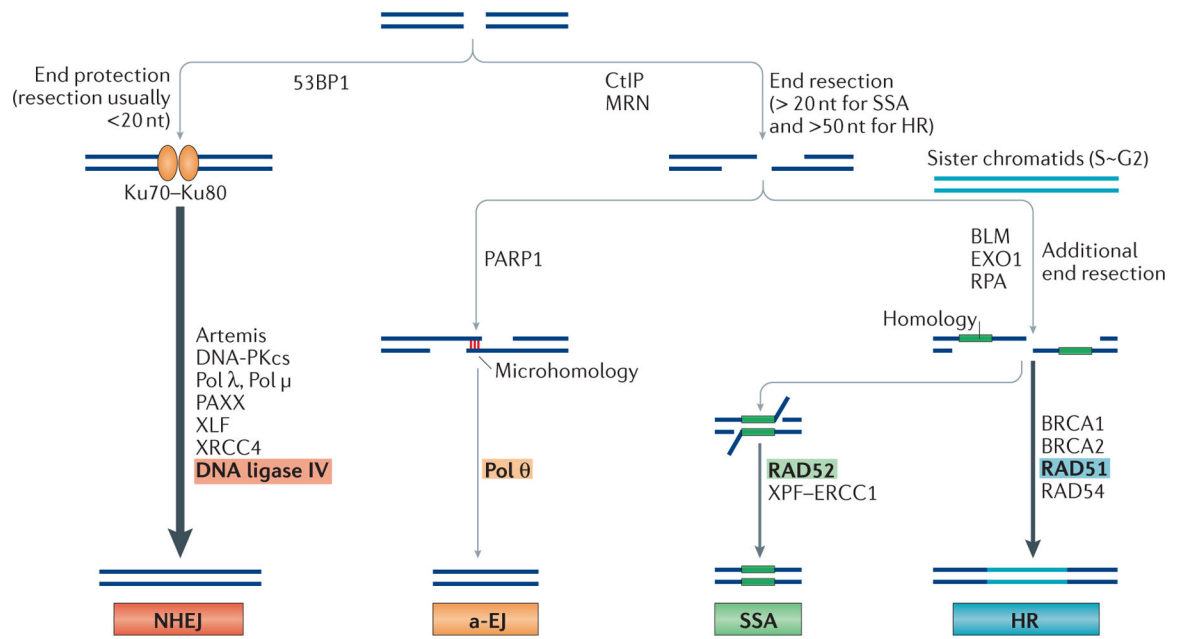 End protection
(resection usually
<20 nt)
53BP1
CtIP
MRN
End resection
(> 20 nt for SSA
and >50 nt for HR)
Ku70–Ku80
Sister chromatids (S~G2)
PARP1
BLM
EXO1
RPA
Additional
end resection
Homology
Microhomology
Artemis
DNA-PKcs
Pol λ, Pol μ
PAXX
XLF
XRCC4
DNA ligase IV
Pol θ
RAD52
XPF–ERCC1
BRCA1
BRCA2
RAD51
RAD54
NHEJ
a-EJ
SSA
HR